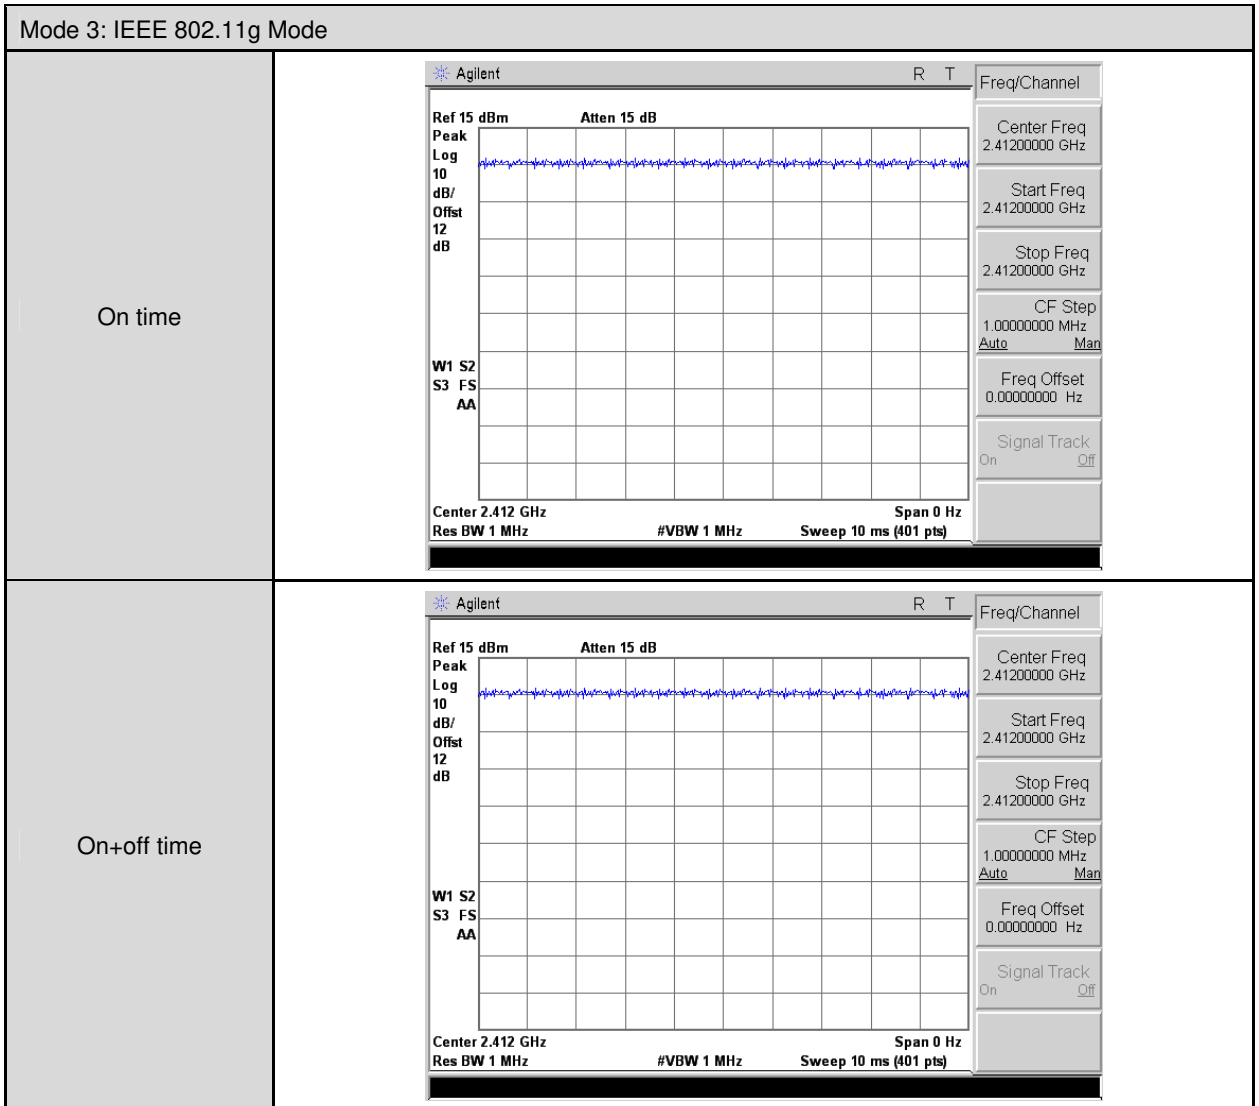 Mode 3: IEEE 802.11g Mode
On time
Agilent R T
Ref 15 dBm Atten 15 dB
Peak
Log
10
dB/
Offst
12
dB
W1 S2
S3 FS
AA
Center 2.412 GHz Span 0 Hz
Res BW 1 MHz #VBW 1 MHz Sweep 10 ms (401 pts)
Freq/Channel
Center Freq
2.41200000 GHz
Start Freq
2.41200000 GHz
Stop Freq
2.41200000 GHz
CF Step
1.00000000 MHz
Auto Man
Freq Offset
0.00000000 Hz
Signal Track
On Off
On+off time
Agilent R T
Ref 15 dBm Atten 15 dB
Peak
Log
10
dB/
Offst
12
dB
W1 S2
S3 FS
AA
Center 2.412 GHz Span 0 Hz
Res BW 1 MHz #VBW 1 MHz Sweep 10 ms (401 pts)
Freq/Channel
Center Freq
2.41200000 GHz
Start Freq
2.41200000 GHz
Stop Freq
2.41200000 GHz
CF Step
1.00000000 MHz
Auto Man
Freq Offset
0.00000000 Hz
Signal Track
On Off